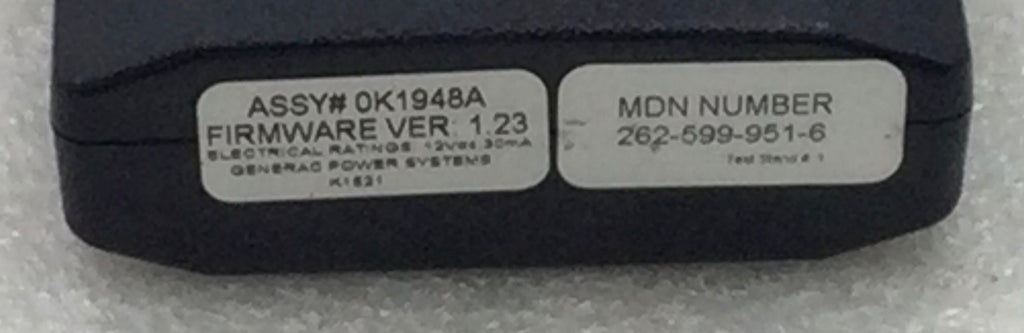 ASSY# 0K1948A
FIRMWARE VER: 1.23
ELECTRICAL RATINGS 12Vdc 30mA
GENERAC POWER SYSTEMS
MDN NUMBER
262-599-951-6
Test Stand # 1